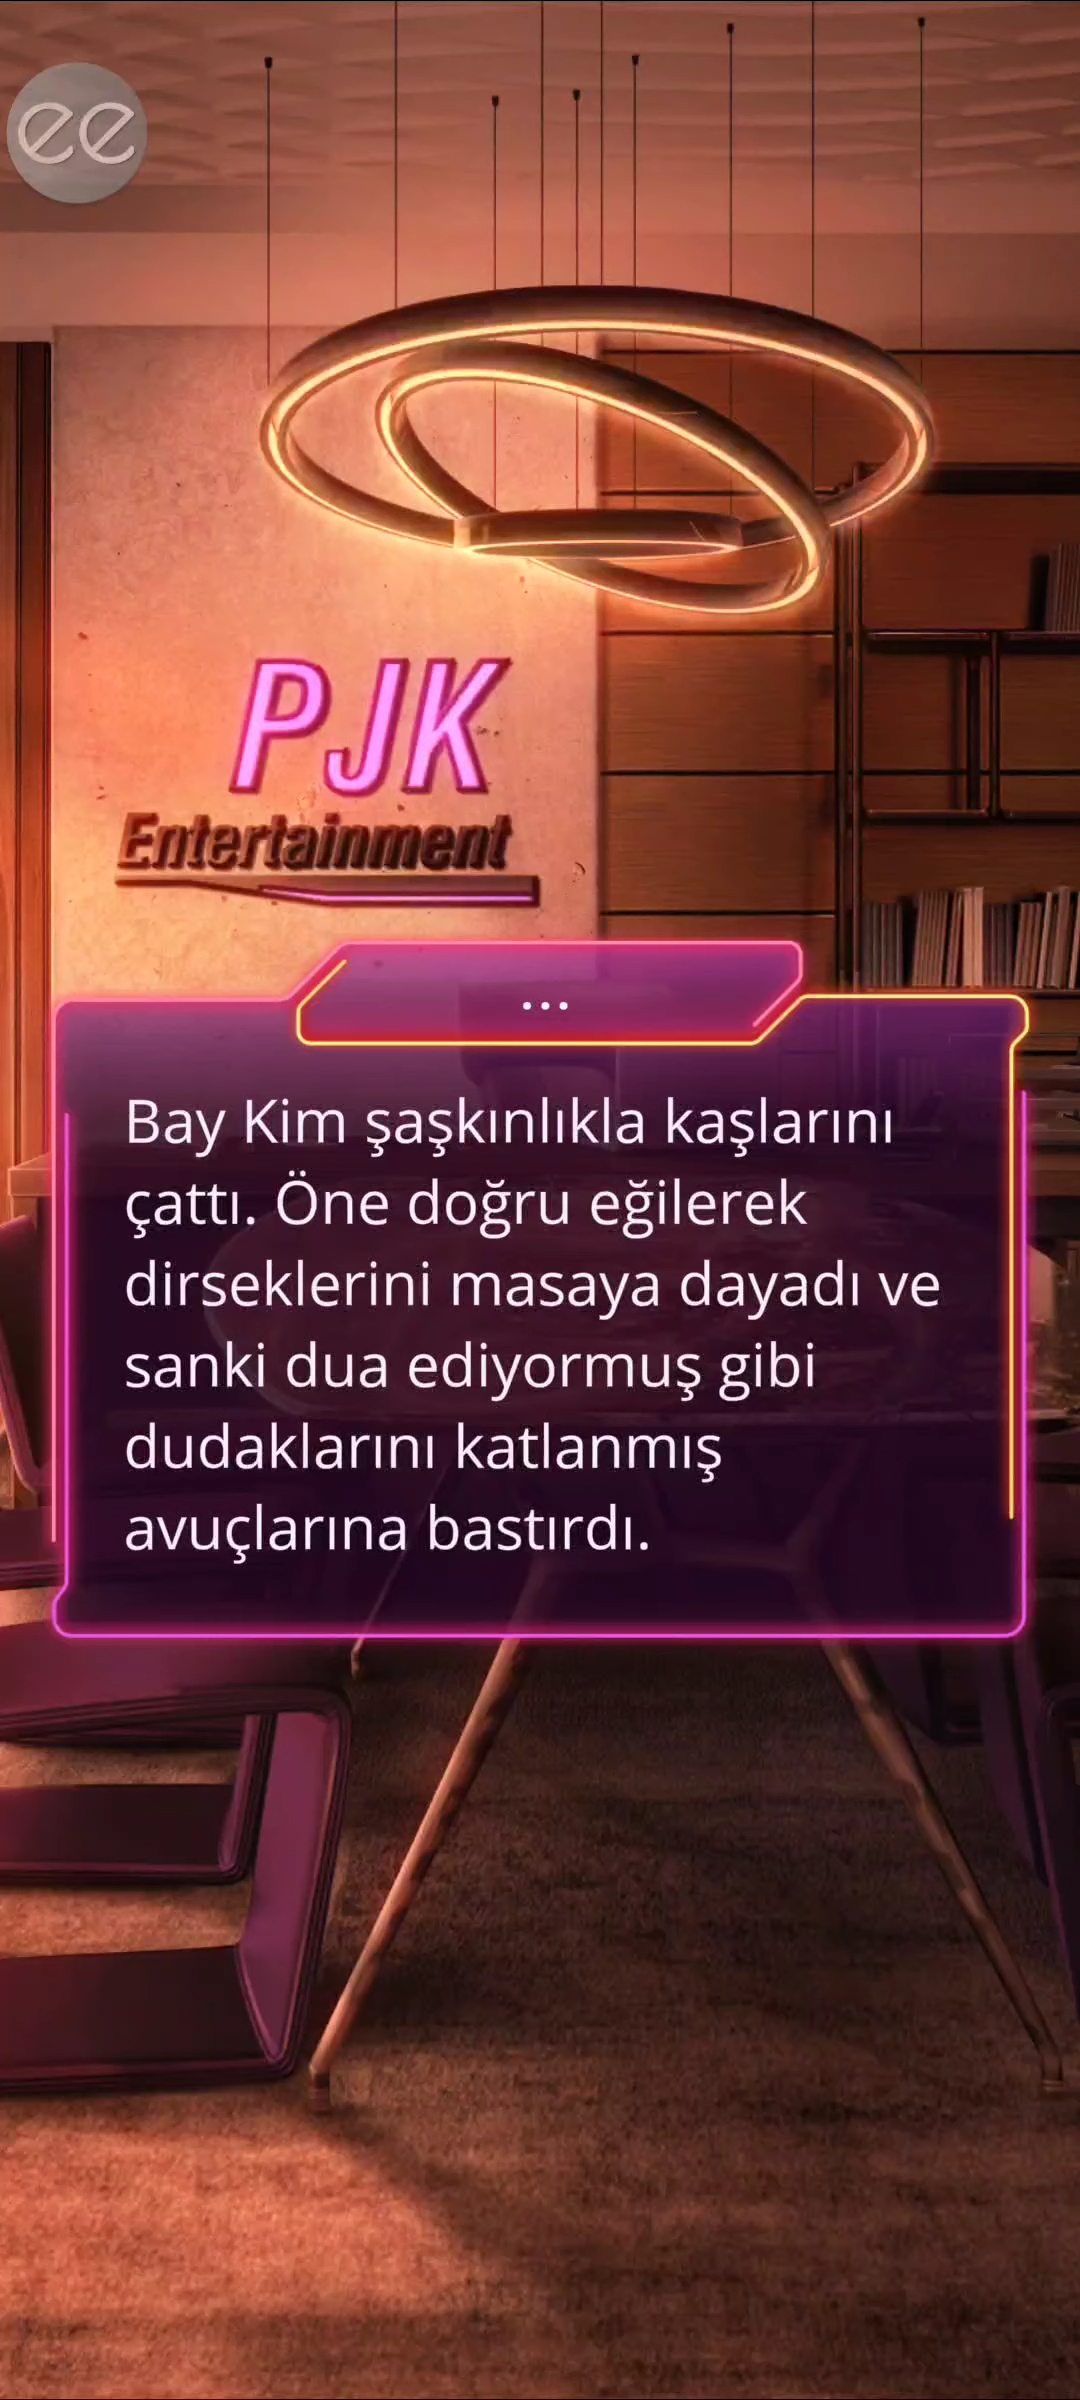 ee
PJK
Entertainment
...
Bay Kim şaşkınlıkla kaşlarını
çattı. Öne doğru eğilerek
dirseklerini masaya dayadı ve
sanki dua ediyormuş gibi
dudaklarını katlanmış
avuçlarına bastırdı.